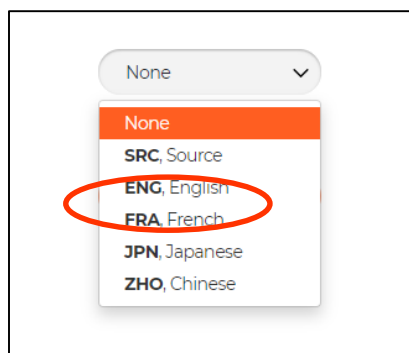 None
None
SRC, Source
ENG, English
FRA, French
JPN, Japanese
ZHO, Chinese